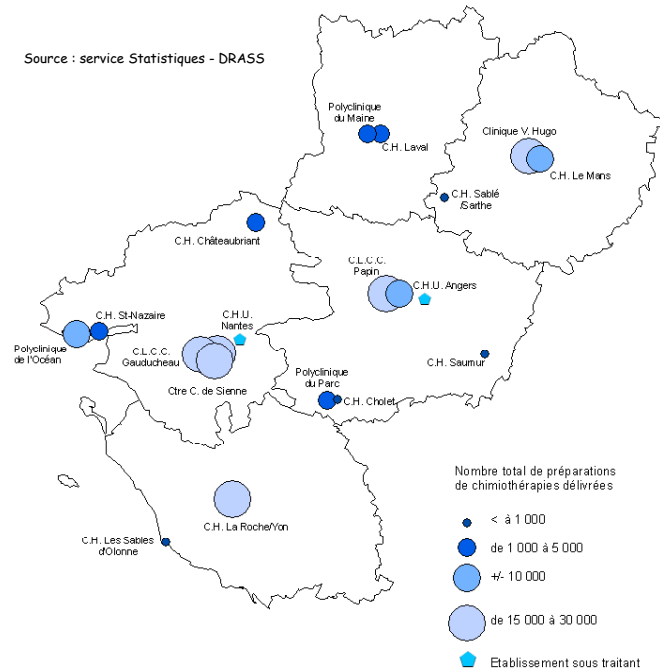 Source : service Statistiques - DRASS
Polyclinique
du Maine
C.H. Laval
Clinique V. Hugo
C.H. Le Mans
C.H. Sablé
/Sarthe
C.H. Châteaubriant
C.L.C.C.
Papin
C.H.U. Angers
C.H. St-Nazaire
C.H.U.
Nantes
Polyclinique
de l'Océan
C.L.C.C.
Gauducheau
C.H. Saumur
Polyclinique
du Parc
Ctre C. de Sienne
C.H. Cholet
C.H. La Roche/Yon
C.H. Les Sables
d'Olonne
Nombre total de préparations
de chimiothérapies délivrées
< à 1 000
de 1 000 à 5 000
+/- 10 000
de 15 000 à 30 000
Etablissement sous traitant